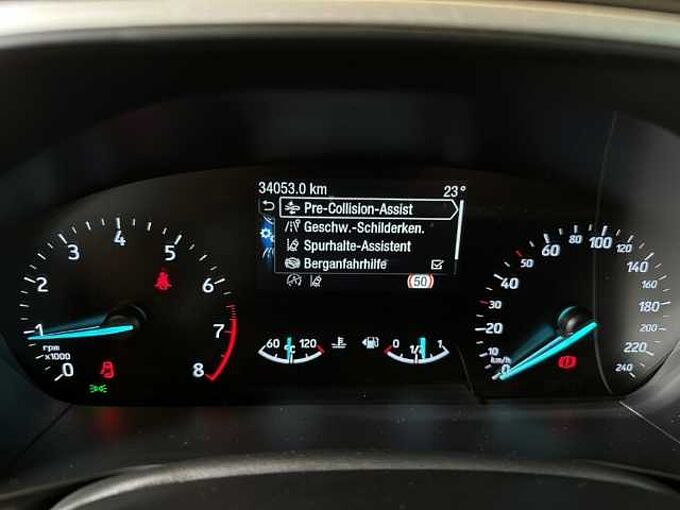 34053.0 km 23°
Pre-Collision-Assist
Geschw.-Schilderken.
Spurhalte-Assistent
Berganfahrhilfe
50
0 1 2 3 4 5 6 7 8
rpm
x1000
60 °C 120
0 1/2 1
0 10 20 30 40 50 60 80 100 120 140 160 180 200 220 240
km/h